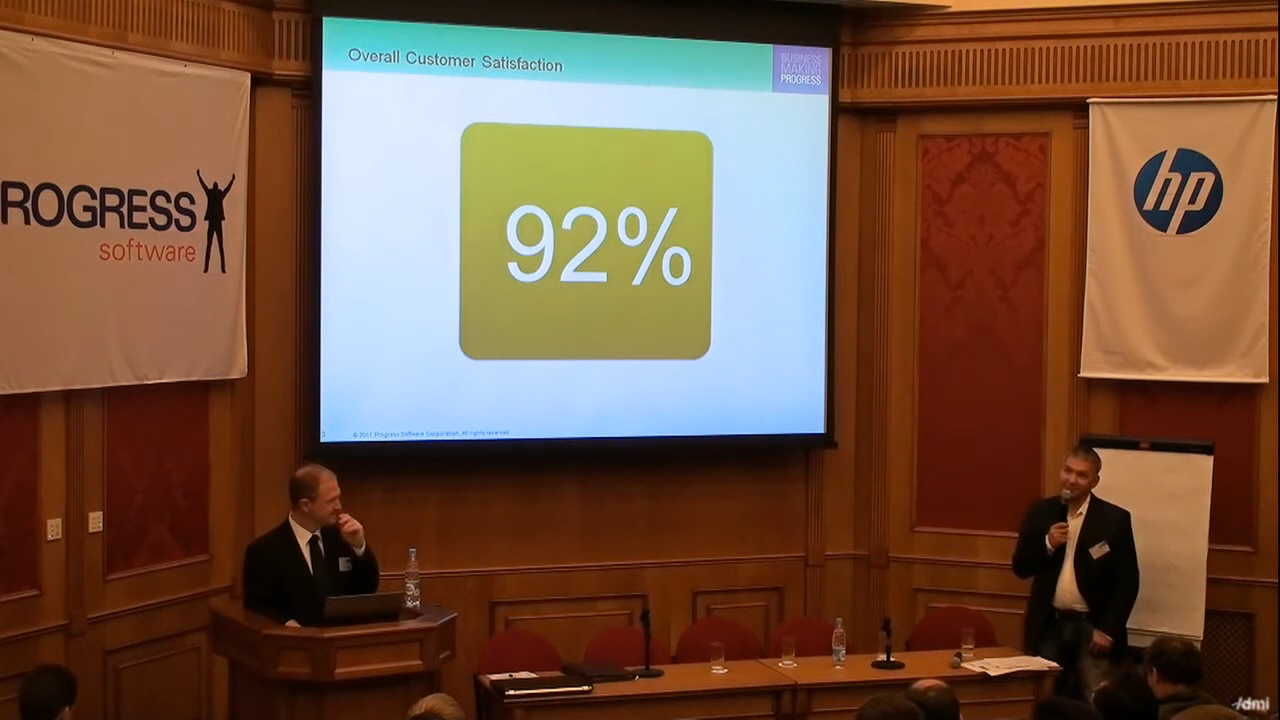 Overall Customer Satisfaction
BUSINESS
MAKING
PROGRESS
92%
© 2011 Progress Software Corporation. All rights reserved
ROGRESS
software
hp
/dmi